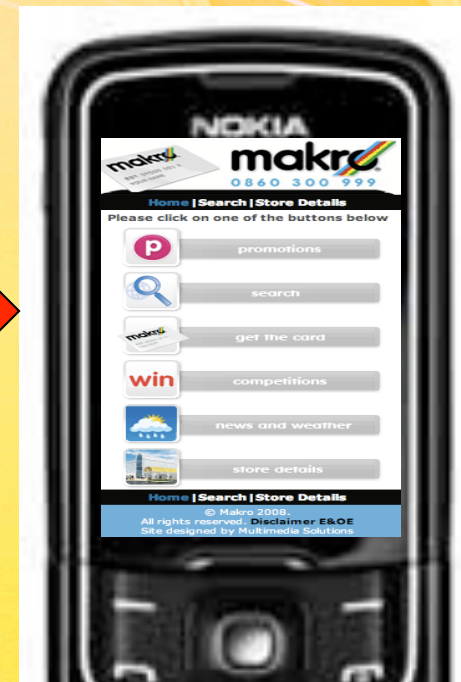 NOKIA
makro
makro
0860 300 999
Home | Search | Store Details
Please click on one of the buttons below
p
promotions
search
makro
get the card
win
competitions
news and weather
store details
Home | Search | Store Details
© Makro 2008.
All rights reserved. Disclaimer E&OE
Site designed by Multimedia Solutions